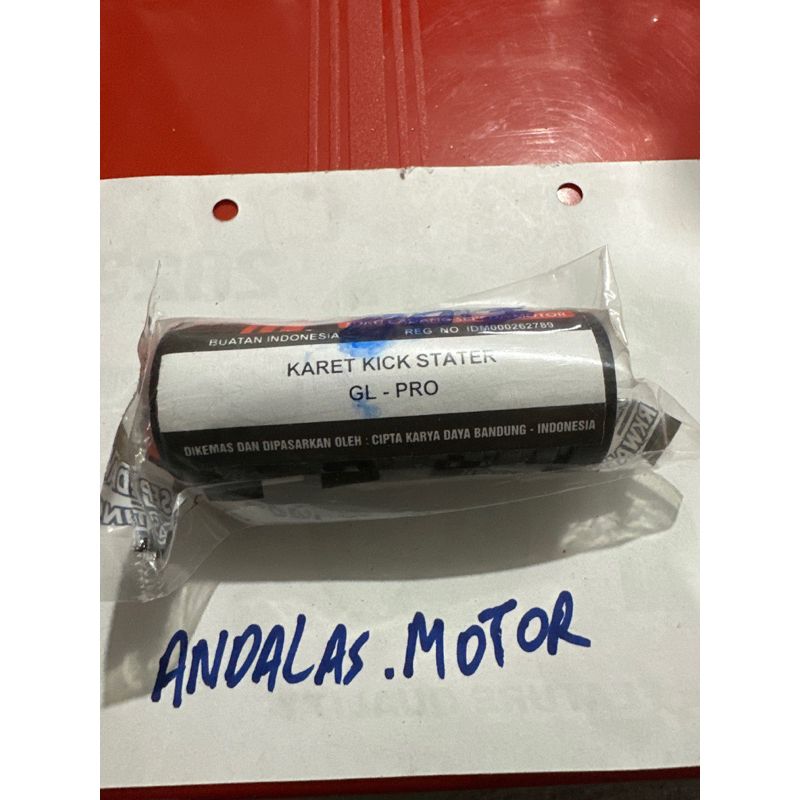 MOTOR
BUATAN INDONESIA REG NO IDM000262789
KARET KICK STATER
GL - PRO
DIKEMAS DAN DIPASARKAN OLEH : CIPTA KARYA DAYA BANDUNG - INDONESIA
ANDALAS.MOTOR